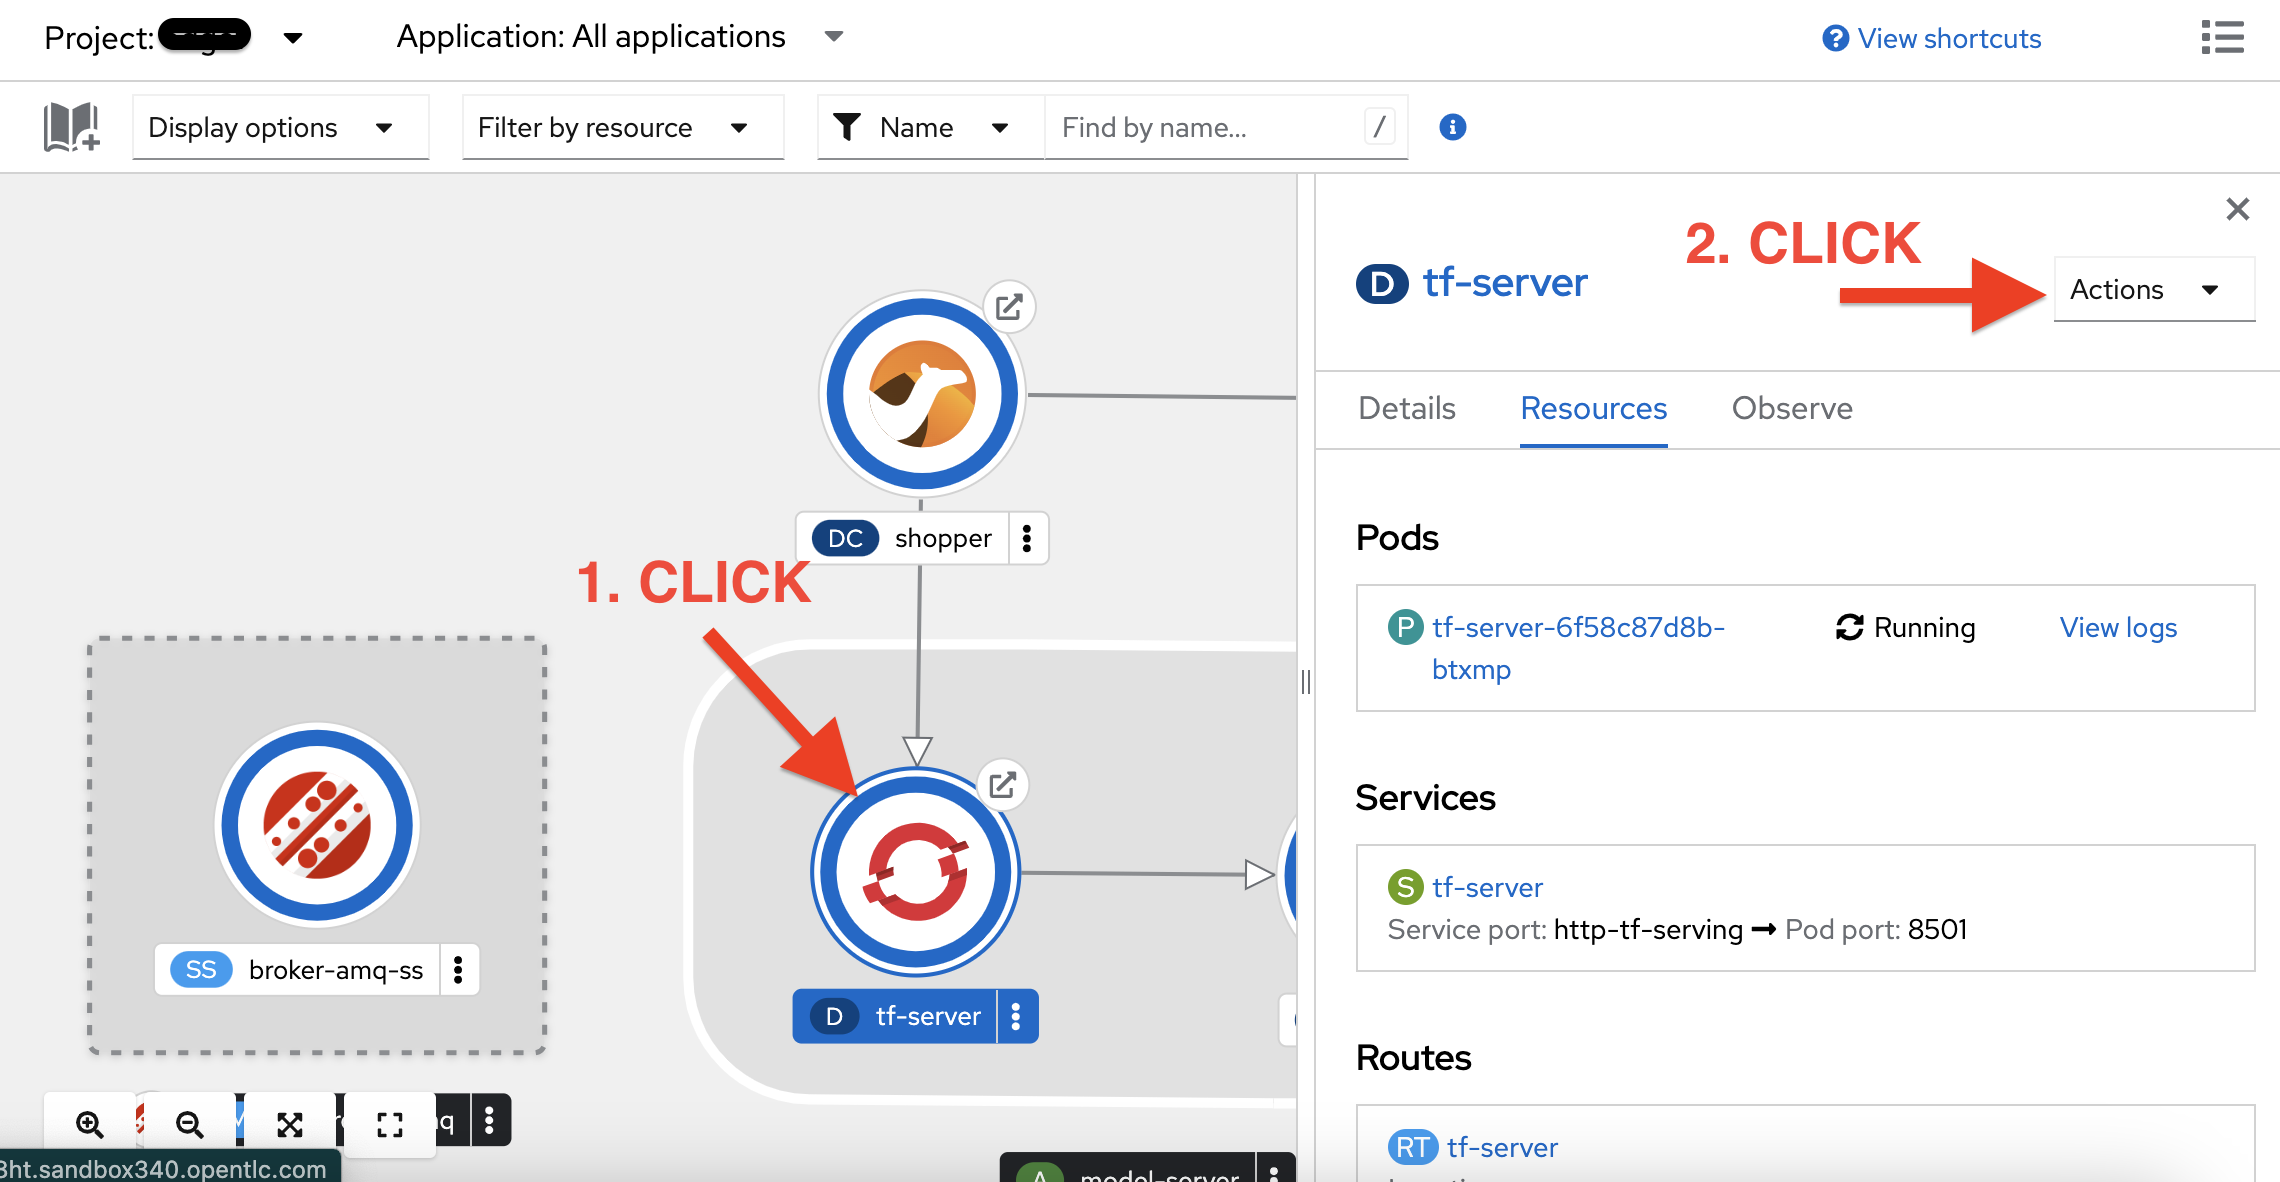 Project:
Application: All applications
? View shortcuts
Display options
Filter by resource
Name
Find by name...
/
i
2. CLICK
D tf-server
Actions
Details
Resources
Observe
DC shopper
1. CLICK
Pods
P tf-server-6f58c87d8b-
btxmp
Running
View logs
Services
S tf-server
Service port: http-tf-serving ➞ Pod port: 8501
SS broker-amq-ss
D tf-server
Routes
RT tf-server
3ht.sandbox340.opentlc.com
A model-server